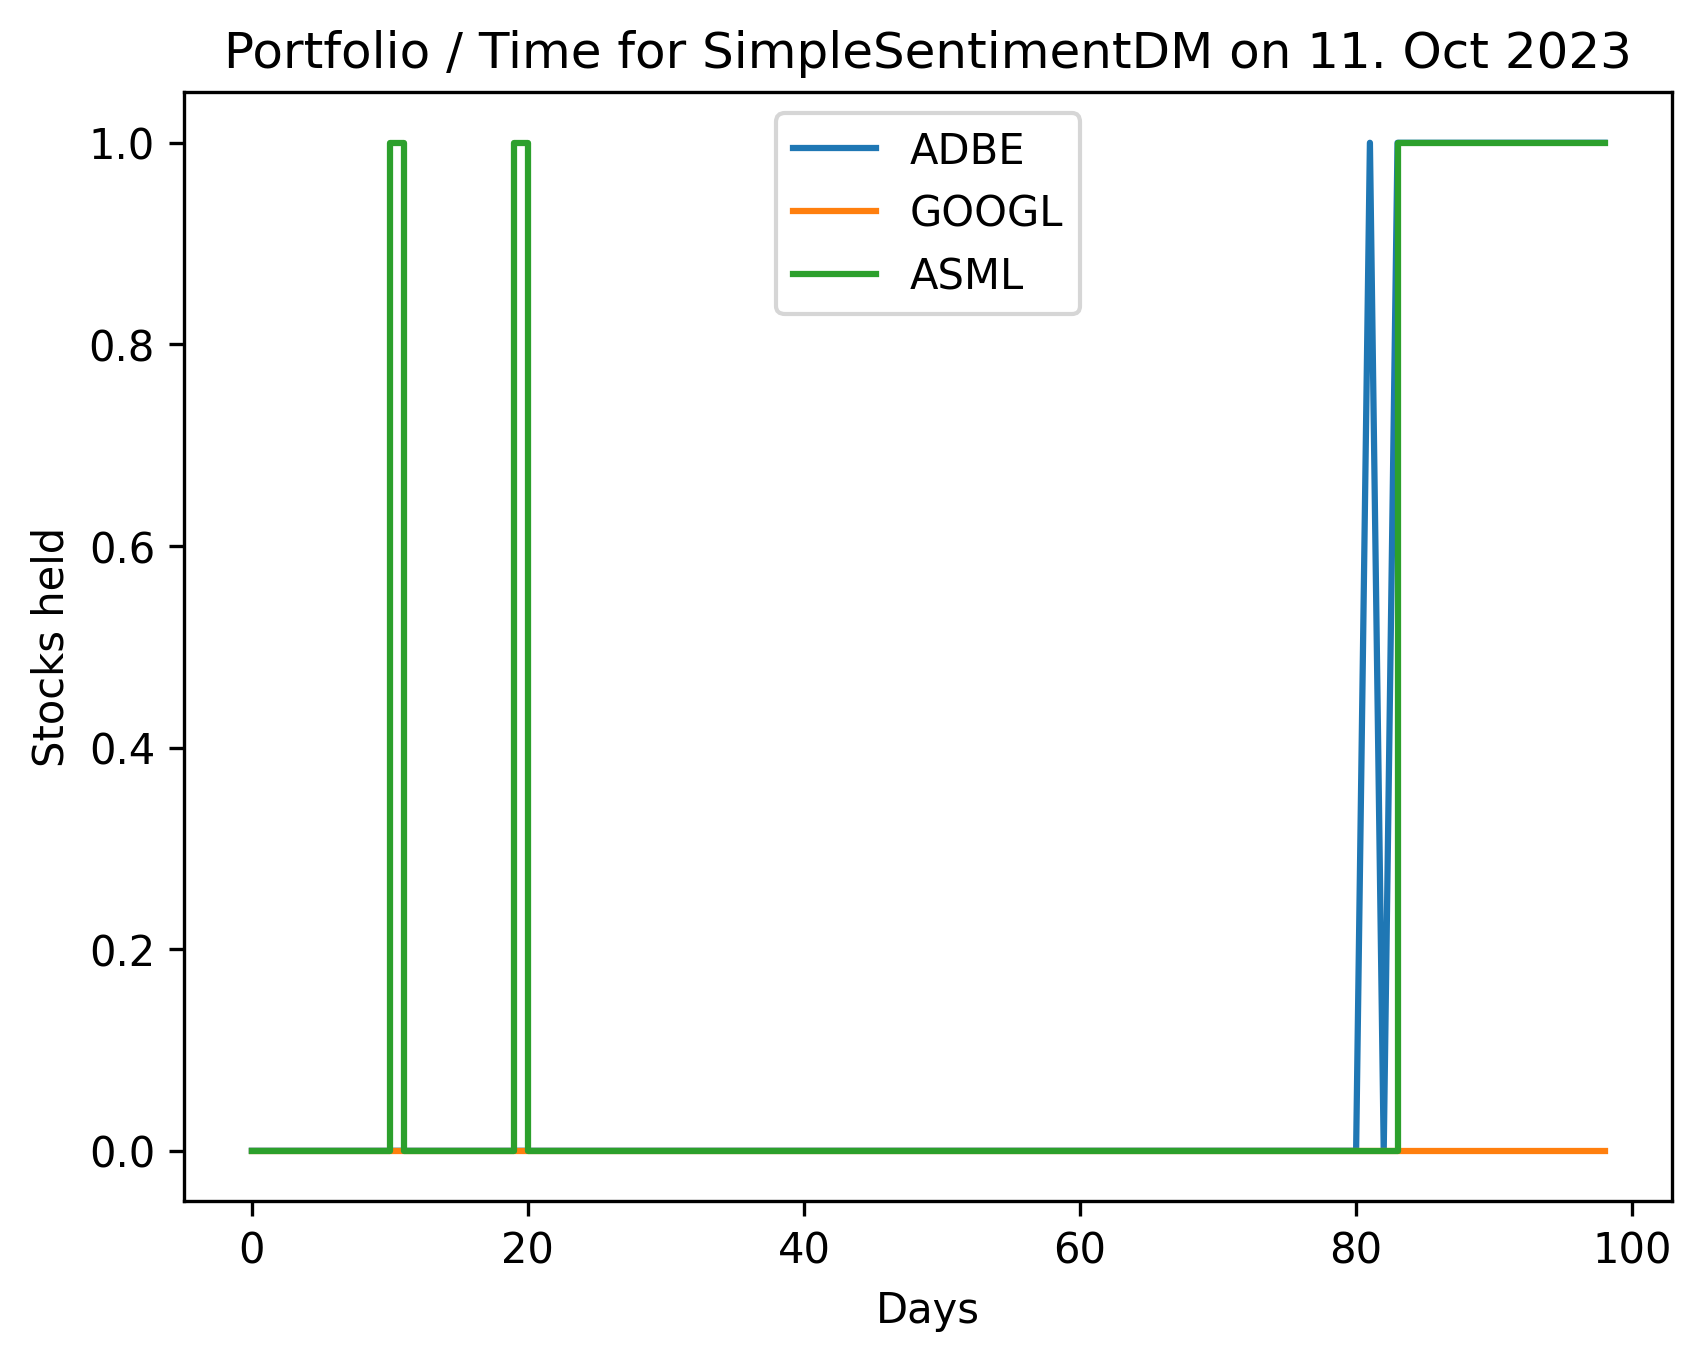 Portfolio / Time for SimpleSentimentDM on 11. Oct 2023
ADBE
GOOGL
ASML
1.0
0.8
0.6
0.4
0.2
0.0
Stocks held
0 20 40 60 80 100
Days